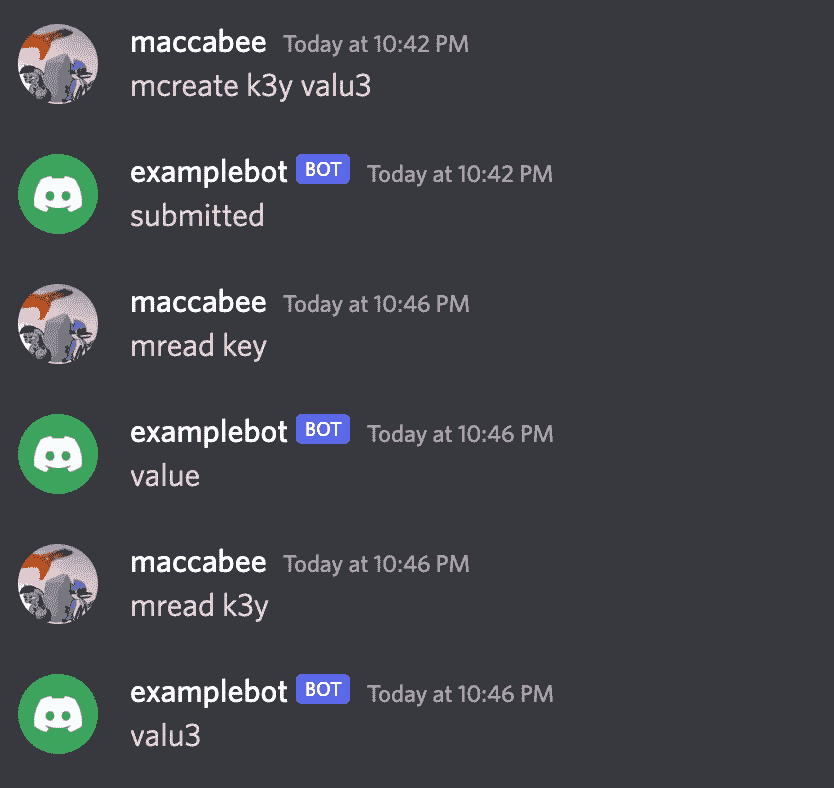 maccabee Today at 10:42 PM
mcreate k3y valu3
examplebot BOT Today at 10:42 PM
submitted
maccabee Today at 10:46 PM
mread key
examplebot BOT Today at 10:46 PM
value
maccabee Today at 10:46 PM
mread k3y
examplebot BOT Today at 10:46 PM
valu3